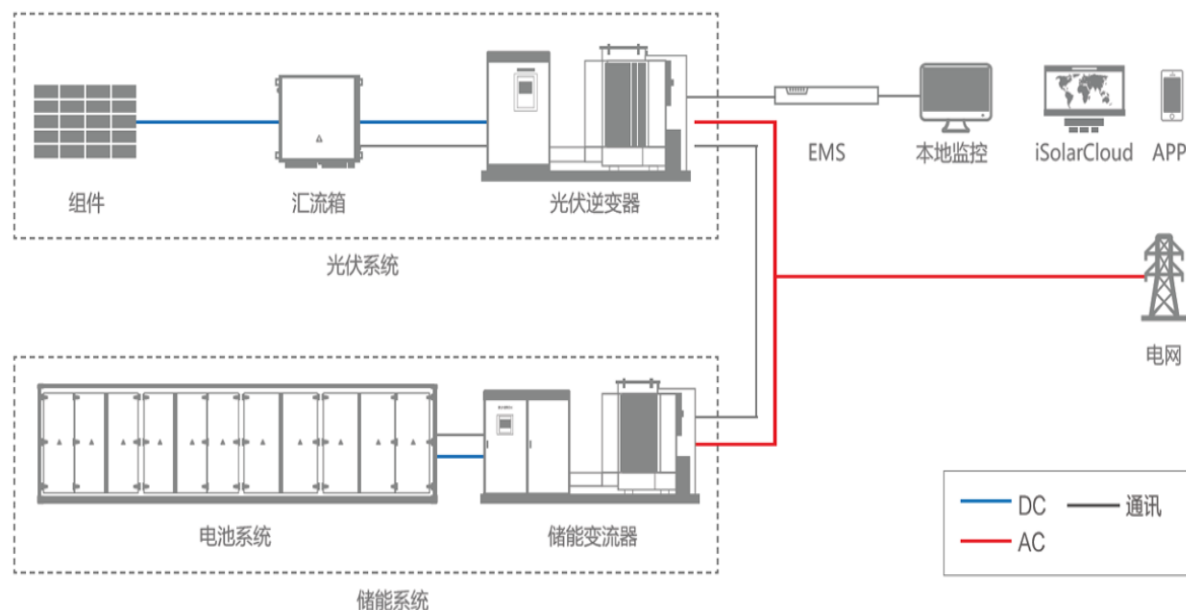 组件
汇流箱
光伏逆变器
EMS
本地监控
iSolarCloud
APP
光伏系统
电网
电池系统
储能变流器
储能系统
DC
通讯
AC